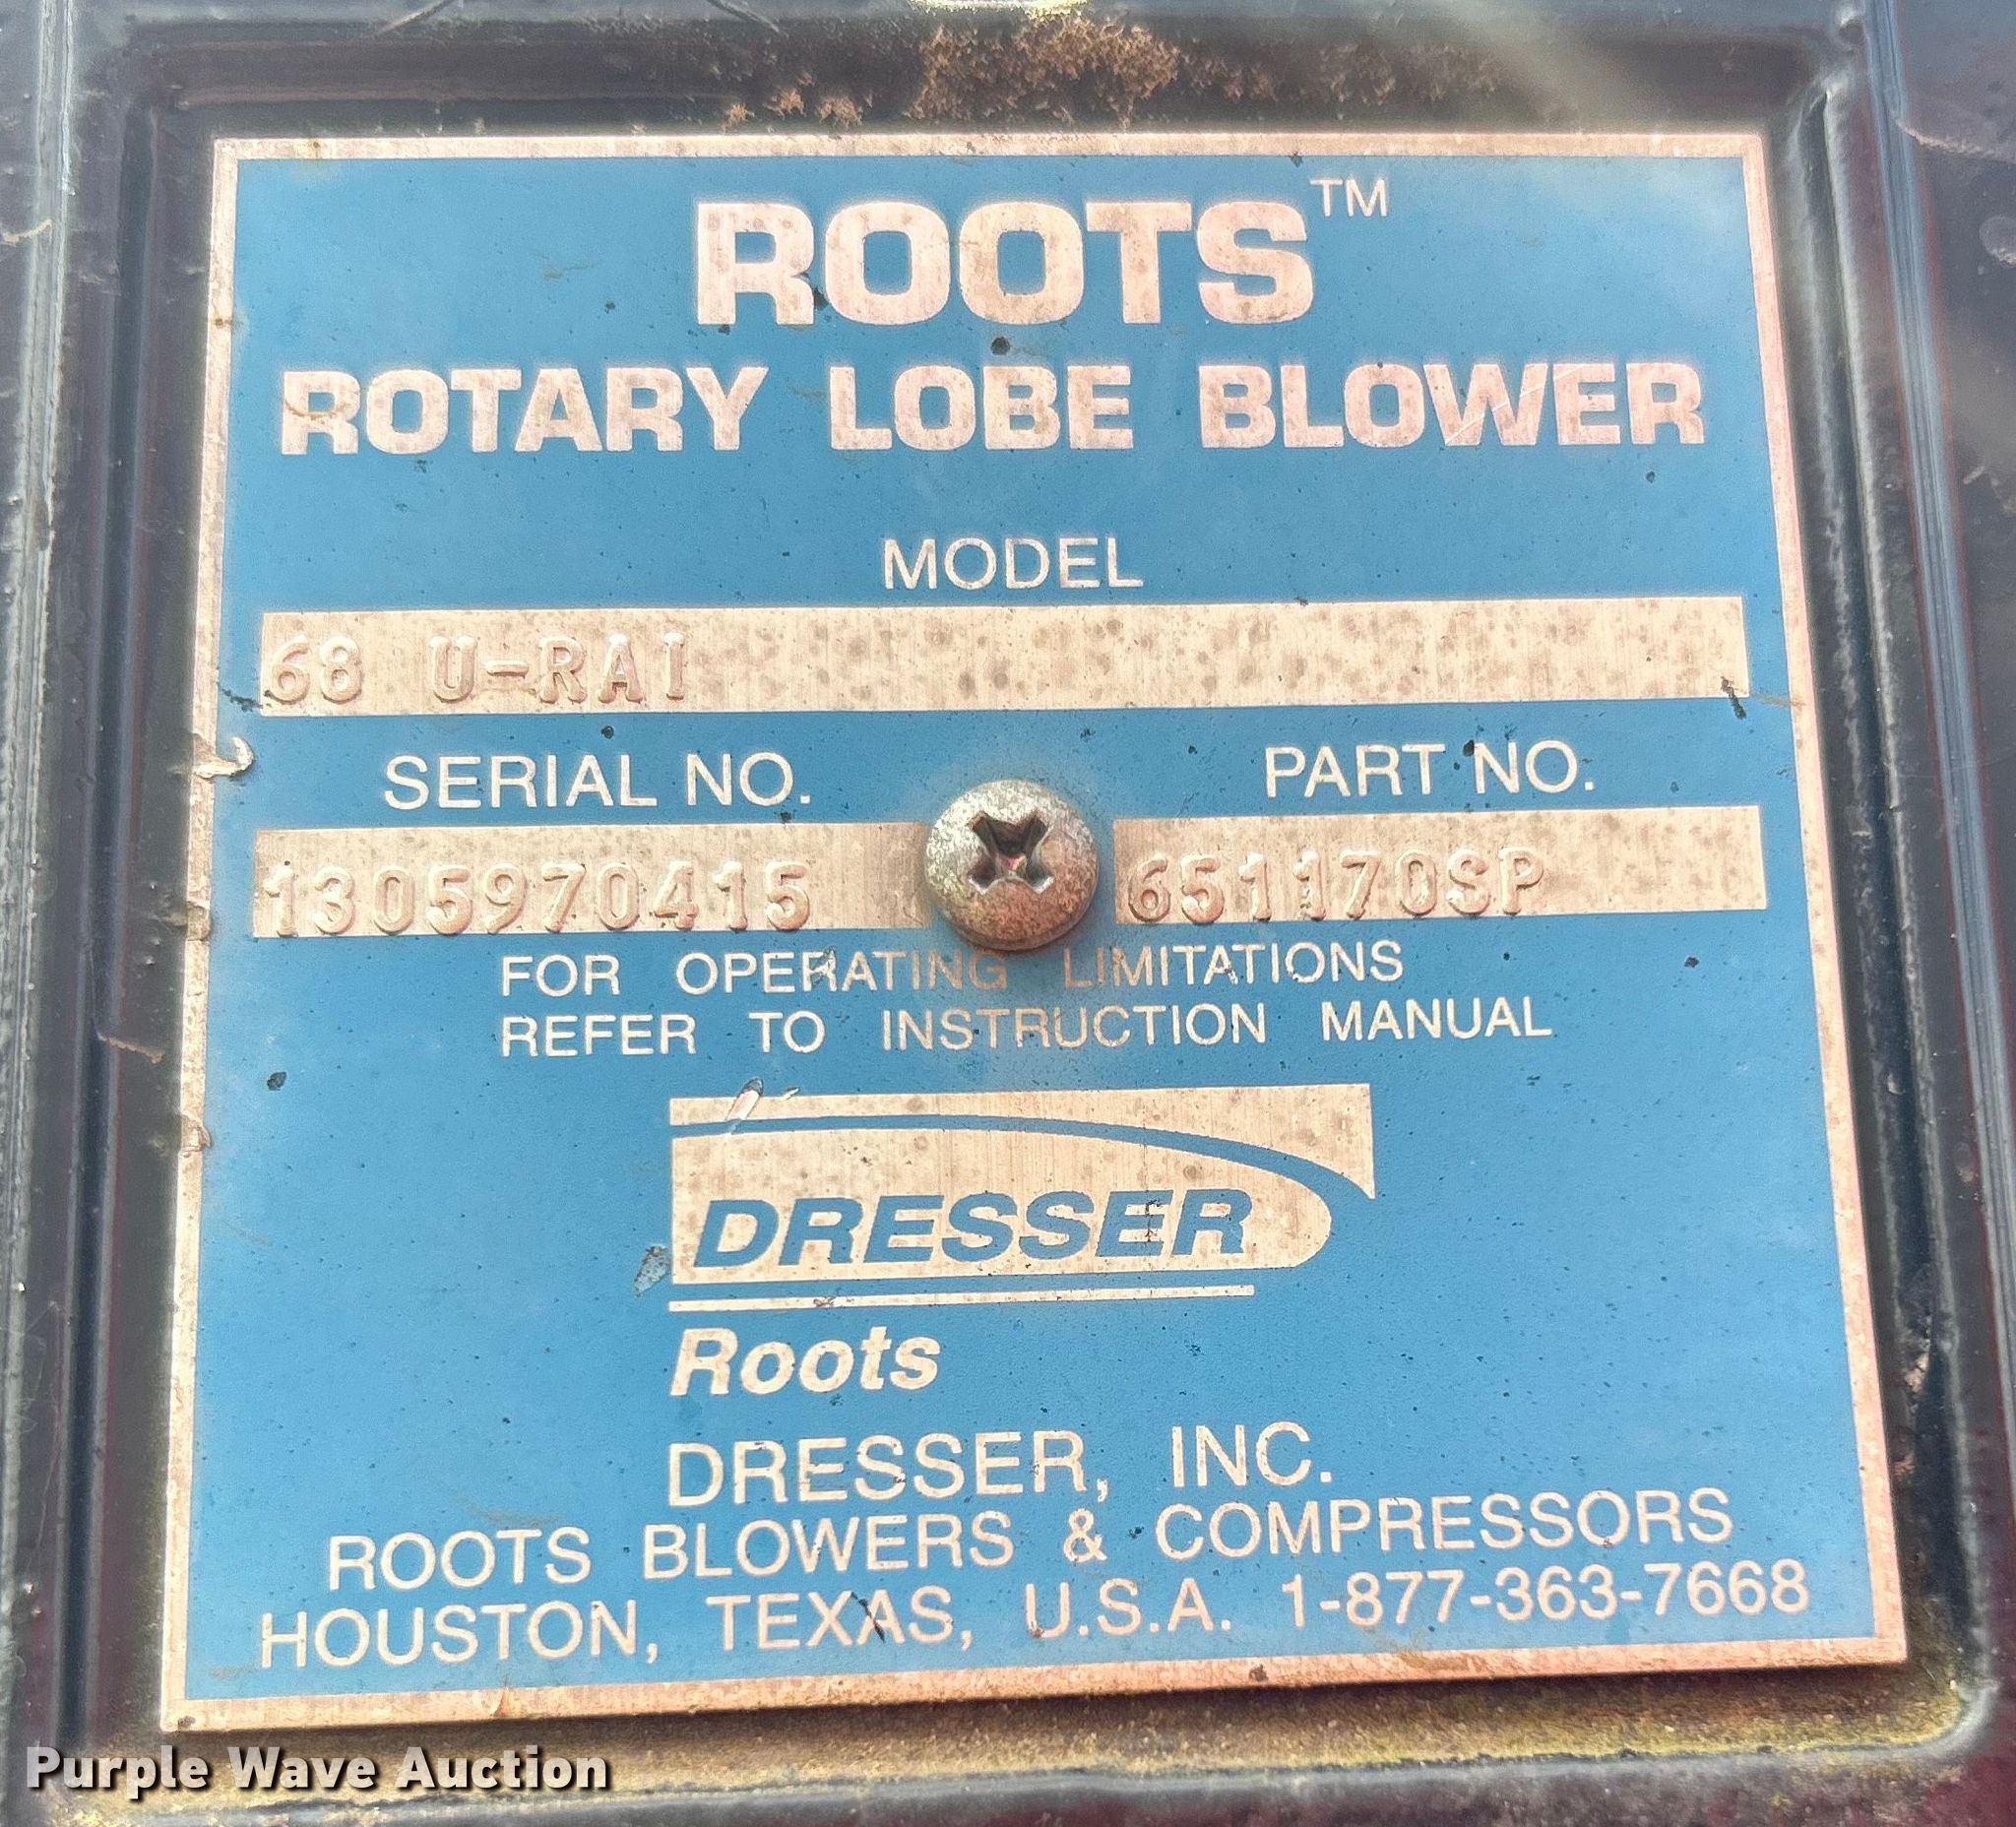 ROOTS™
ROTARY LOBE BLOWER
MODEL
68 U-RAI
SERIAL NO. PART NO.
1305970415 651170SP
FOR OPERATING LIMITATIONS
REFER TO INSTRUCTION MANUAL
DRESSER
Roots
DRESSER, INC.
ROOTS BLOWERS & COMPRESSORS
HOUSTON, TEXAS, U.S.A. 1-877-363-7668
Purple Wave Auction